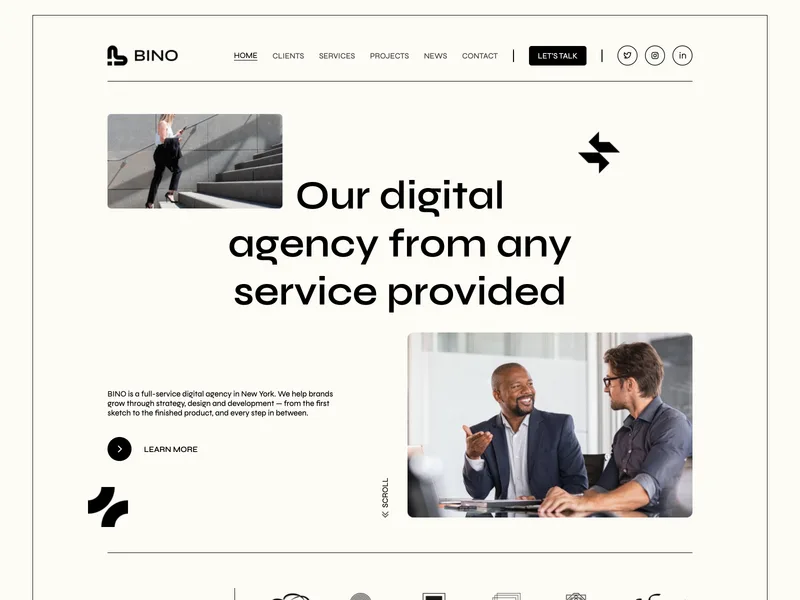 BINO
HOME CLIENTS SERVICES PROJECTS NEWS CONTACT LET'S TALK in
Our digital
agency from any
service provided
BINO is a full-service digital agency in New York. We help brands
grow through strategy, design and development — from the first
sketch to the finished product, and every step in between.
LEARN MORE
SCROLL